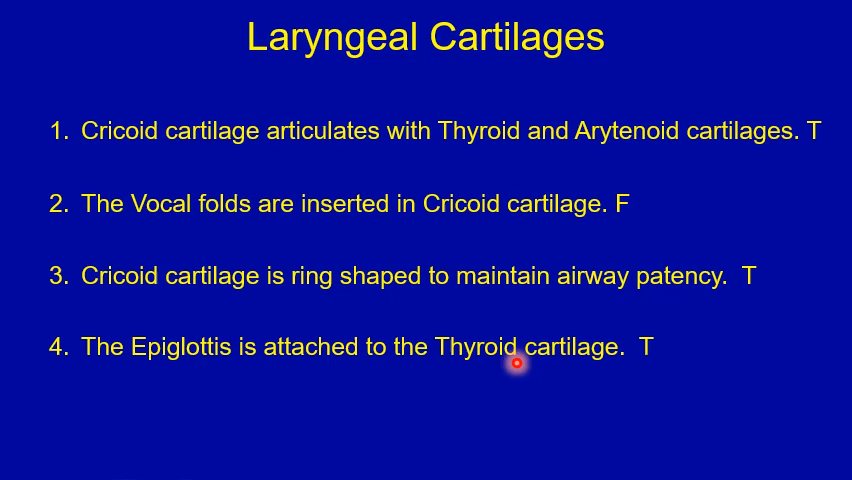 Laryngeal Cartilages
1. Cricoid cartilage articulates with Thyroid and Arytenoid cartilages. T
2. The Vocal folds are inserted in Cricoid cartilage. F
3. Cricoid cartilage is ring shaped to maintain airway patency. T
4. The Epiglottis is attached to the Thyroid cartilage. T